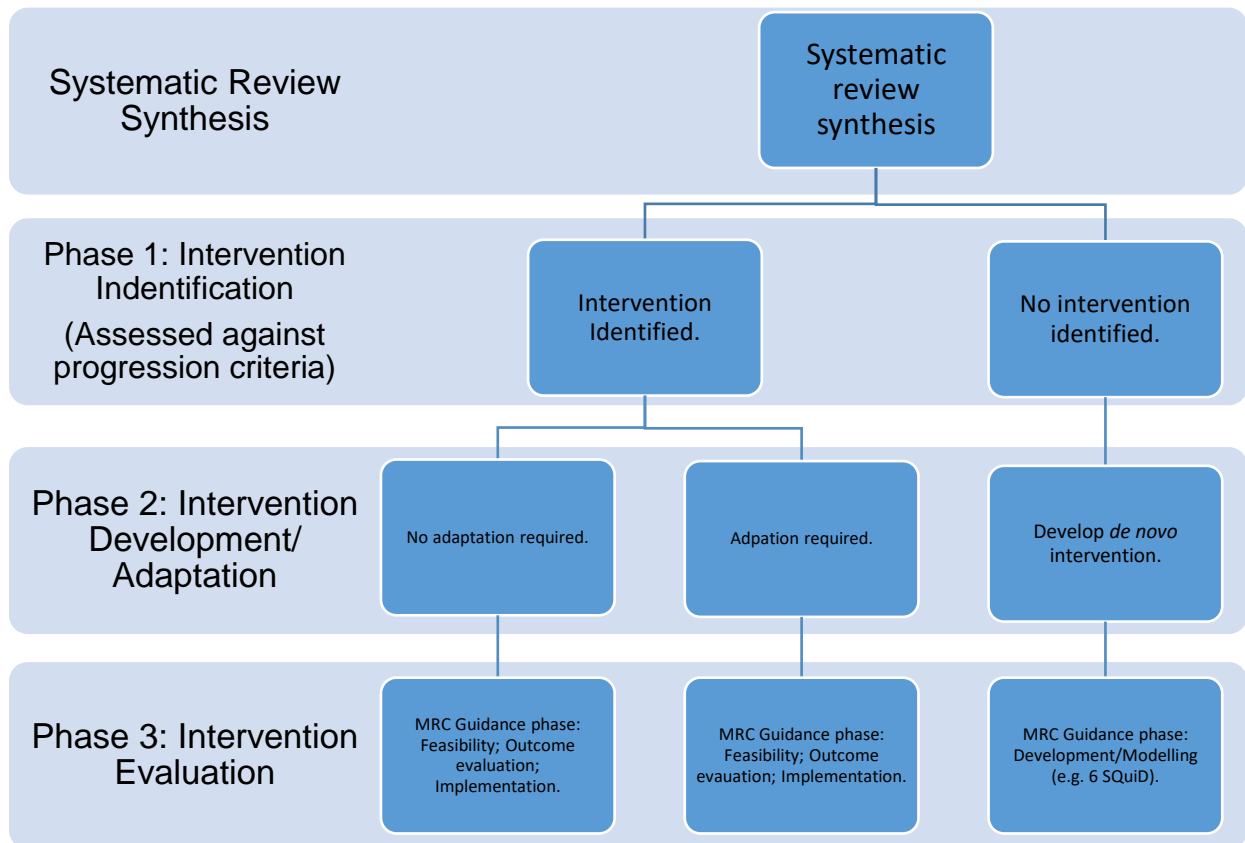 Systematic Review
Synthesis
Systematic
review
synthesis
Phase 1: Intervention
Indentification
(Assessed against
progression criteria)
Intervention
Identified.
No intervention
identified.
Phase 2: Intervention
Development/
Adaptation
No adaptation required.
Adpation required.
Develop de novo
intervention.
Phase 3: Intervention
Evaluation
MRC Guidance phase:
Feasibility; Outcome
evaluation;
Implementation.
MRC Guidance phase:
Feasibility; Outcome
evauation; Implementation.
MRC Guidance phase:
Development/Modelling
(e.g. 6 SQuiD).